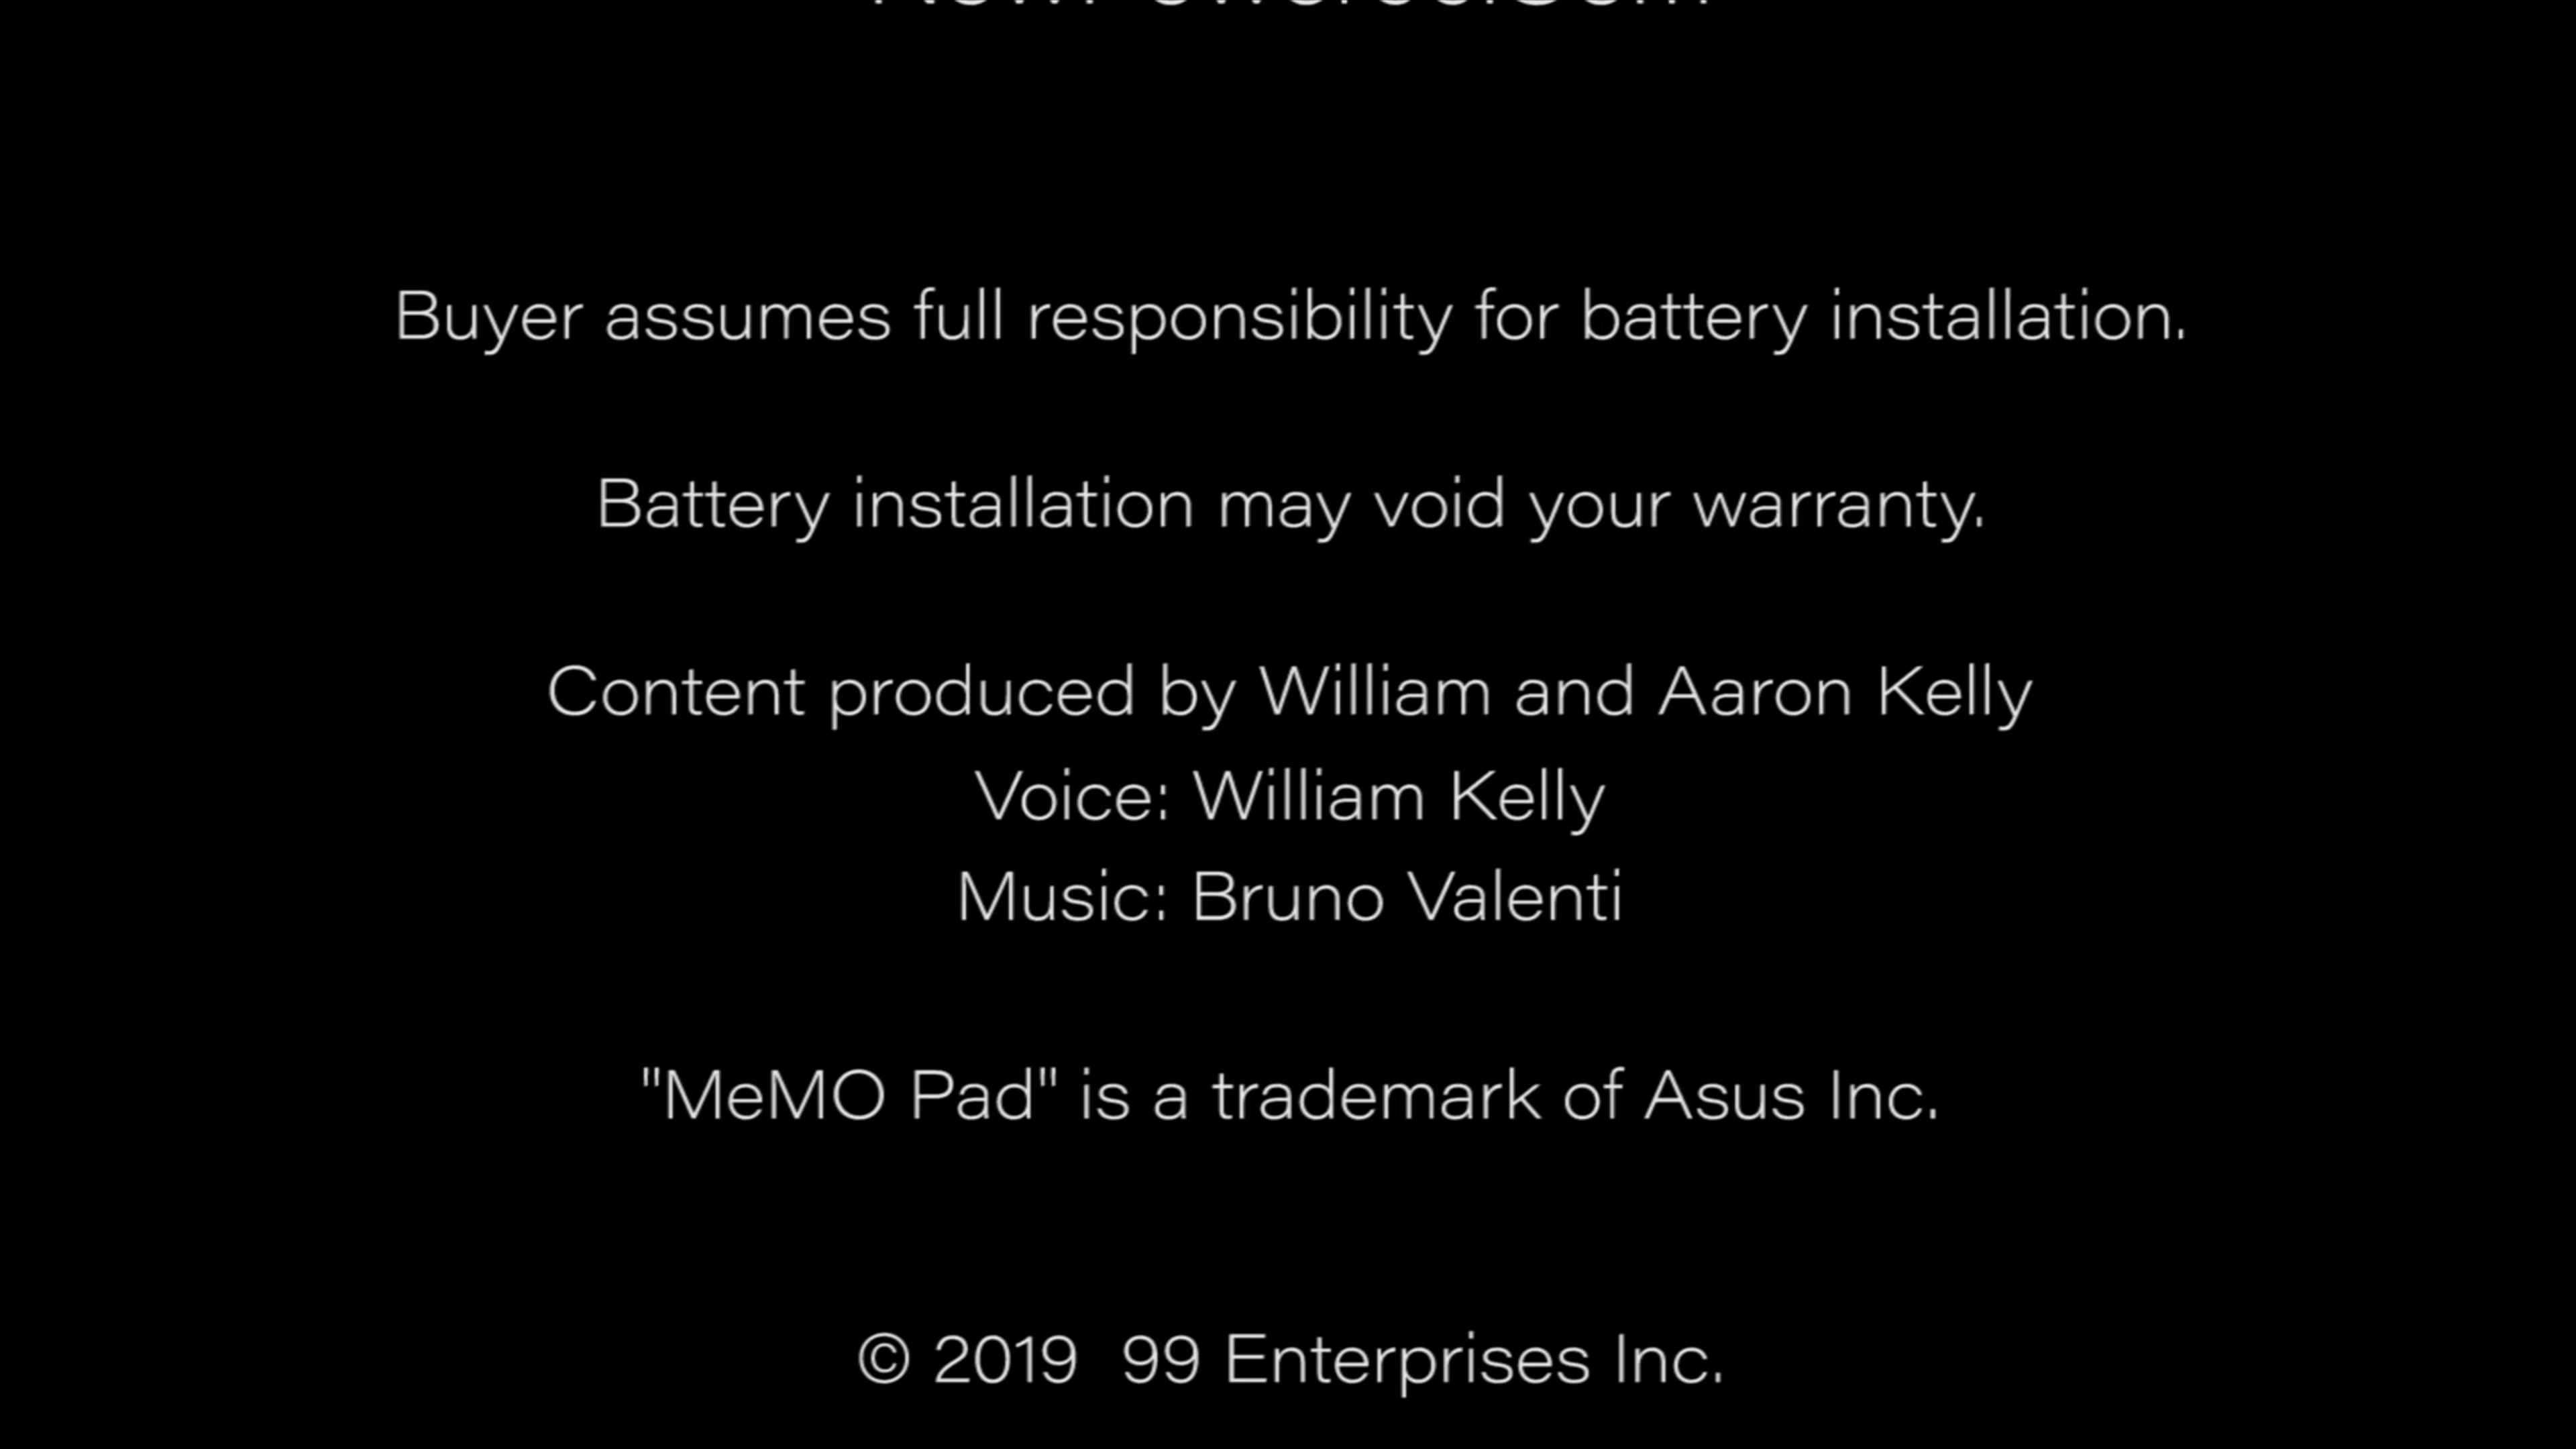 Buyer assumes full responsibility for battery installation.
Battery installation may void your warranty.
Content produced by William and Aaron Kelly
Voice: William Kelly
Music: Bruno Valenti
"MeMO Pad" is a trademark of Asus Inc.
© 2019  99 Enterprises Inc.